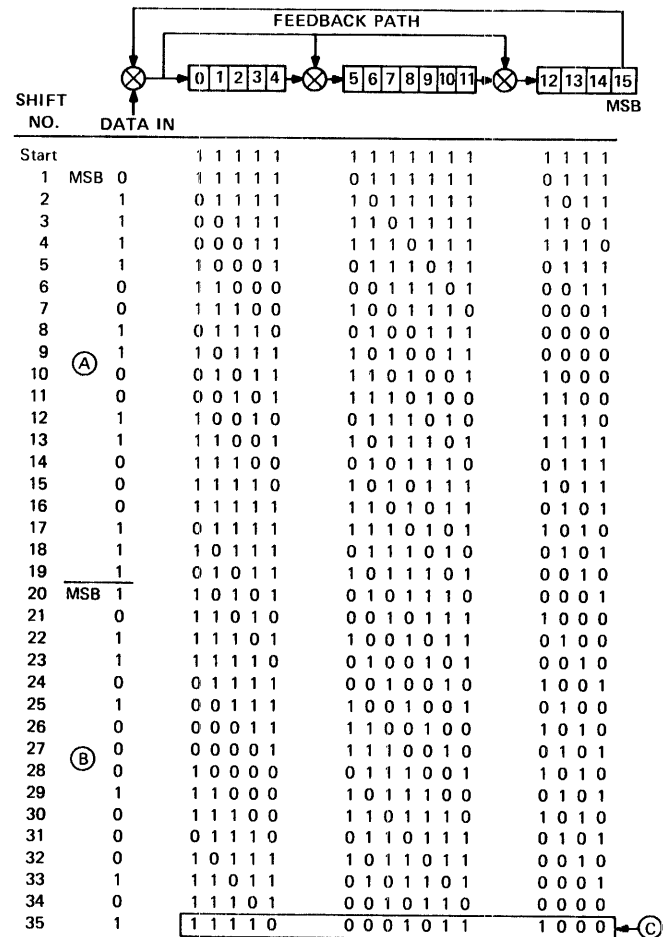 FEEDBACK PATH
0 1 2 3 4 5 6 7 8 9 10 11 12 13 14 15
MSB
SHIFT NO. DATA IN
Start 1 1 1 1 1 1 1 1 1 1 1 1 1 1 1 1
1 MSB 0 1 1 1 1 1 0 1 1 1 1 1 1 0 1 1 1
2 1 0 1 1 1 1 1 0 1 1 1 1 1 1 0 1 1
3 1 0 0 1 1 1 1 1 0 1 1 1 1 1 1 0 1
4 1 0 0 0 1 1 1 1 1 0 1 1 1 1 1 1 0
5 1 1 0 0 0 1 0 1 1 1 0 1 1 0 1 1 1
6 0 1 1 0 0 0 0 0 1 1 1 0 1 0 0 1 1
7 0 1 1 1 0 0 1 0 0 1 1 1 0 0 0 0 1
8 1 0 1 1 1 0 0 1 0 0 1 1 1 0 0 0 0
9 1 1 0 1 1 1 1 0 1 0 0 1 1 0 0 0 0
A
10 0 0 1 0 1 1 1 1 0 1 0 0 1 1 0 0 0
11 0 0 0 1 0 1 1 1 1 0 1 0 0 1 1 0 0
12 1 1 0 0 1 0 0 1 1 1 0 1 0 1 1 1 0
13 1 1 1 0 0 1 1 0 1 1 1 0 1 1 1 1 1
14 0 1 1 1 0 0 0 1 0 1 1 1 0 0 1 1 1
15 0 1 1 1 1 0 1 0 1 0 1 1 1 1 0 1 1
16 0 1 1 1 1 1 1 1 0 1 0 1 1 0 1 0 1
17 1 0 1 1 1 1 1 1 1 0 1 0 1 1 0 1 0
18 1 1 0 1 1 1 0 1 1 1 0 1 0 0 1 0 1
19 1 0 1 0 1 1 1 0 1 1 1 0 1 0 0 1 0
20 MSB 1 1 0 1 0 1 0 1 0 1 1 1 0 0 0 0 1
21 0 1 1 0 1 0 0 0 1 0 1 1 1 1 0 0 0
22 1 1 1 1 0 1 1 0 0 1 0 1 1 0 1 0 0
23 1 1 1 1 1 0 0 1 0 0 1 0 1 0 0 1 0
24 0 0 1 1 1 1 0 0 1 0 0 1 0 1 0 0 1
25 1 0 0 1 1 1 1 0 0 1 0 0 1 0 1 0 0
26 0 0 0 0 1 1 1 1 0 0 1 0 0 1 0 1 0
27 0 0 0 0 0 1 1 1 1 0 0 1 0 0 1 0 1
B
28 0 1 0 0 0 0 0 1 1 1 0 0 1 1 0 1 0
29 1 1 1 0 0 0 1 0 1 1 1 0 0 0 1 0 1
30 0 1 1 1 0 0 1 1 0 1 1 1 0 1 0 1 0
31 0 0 1 1 1 0 0 1 1 0 1 1 1 0 1 0 1
32 0 1 0 1 1 1 1 0 1 1 0 1 1 0 0 1 0
33 1 1 1 0 1 1 0 1 0 1 1 0 1 0 0 0 1
34 0 1 1 1 0 1 0 0 1 0 1 1 0 0 0 0 0
35 1 1 1 1 1 0 0 0 0 1 0 1 1 1 0 0 0 C